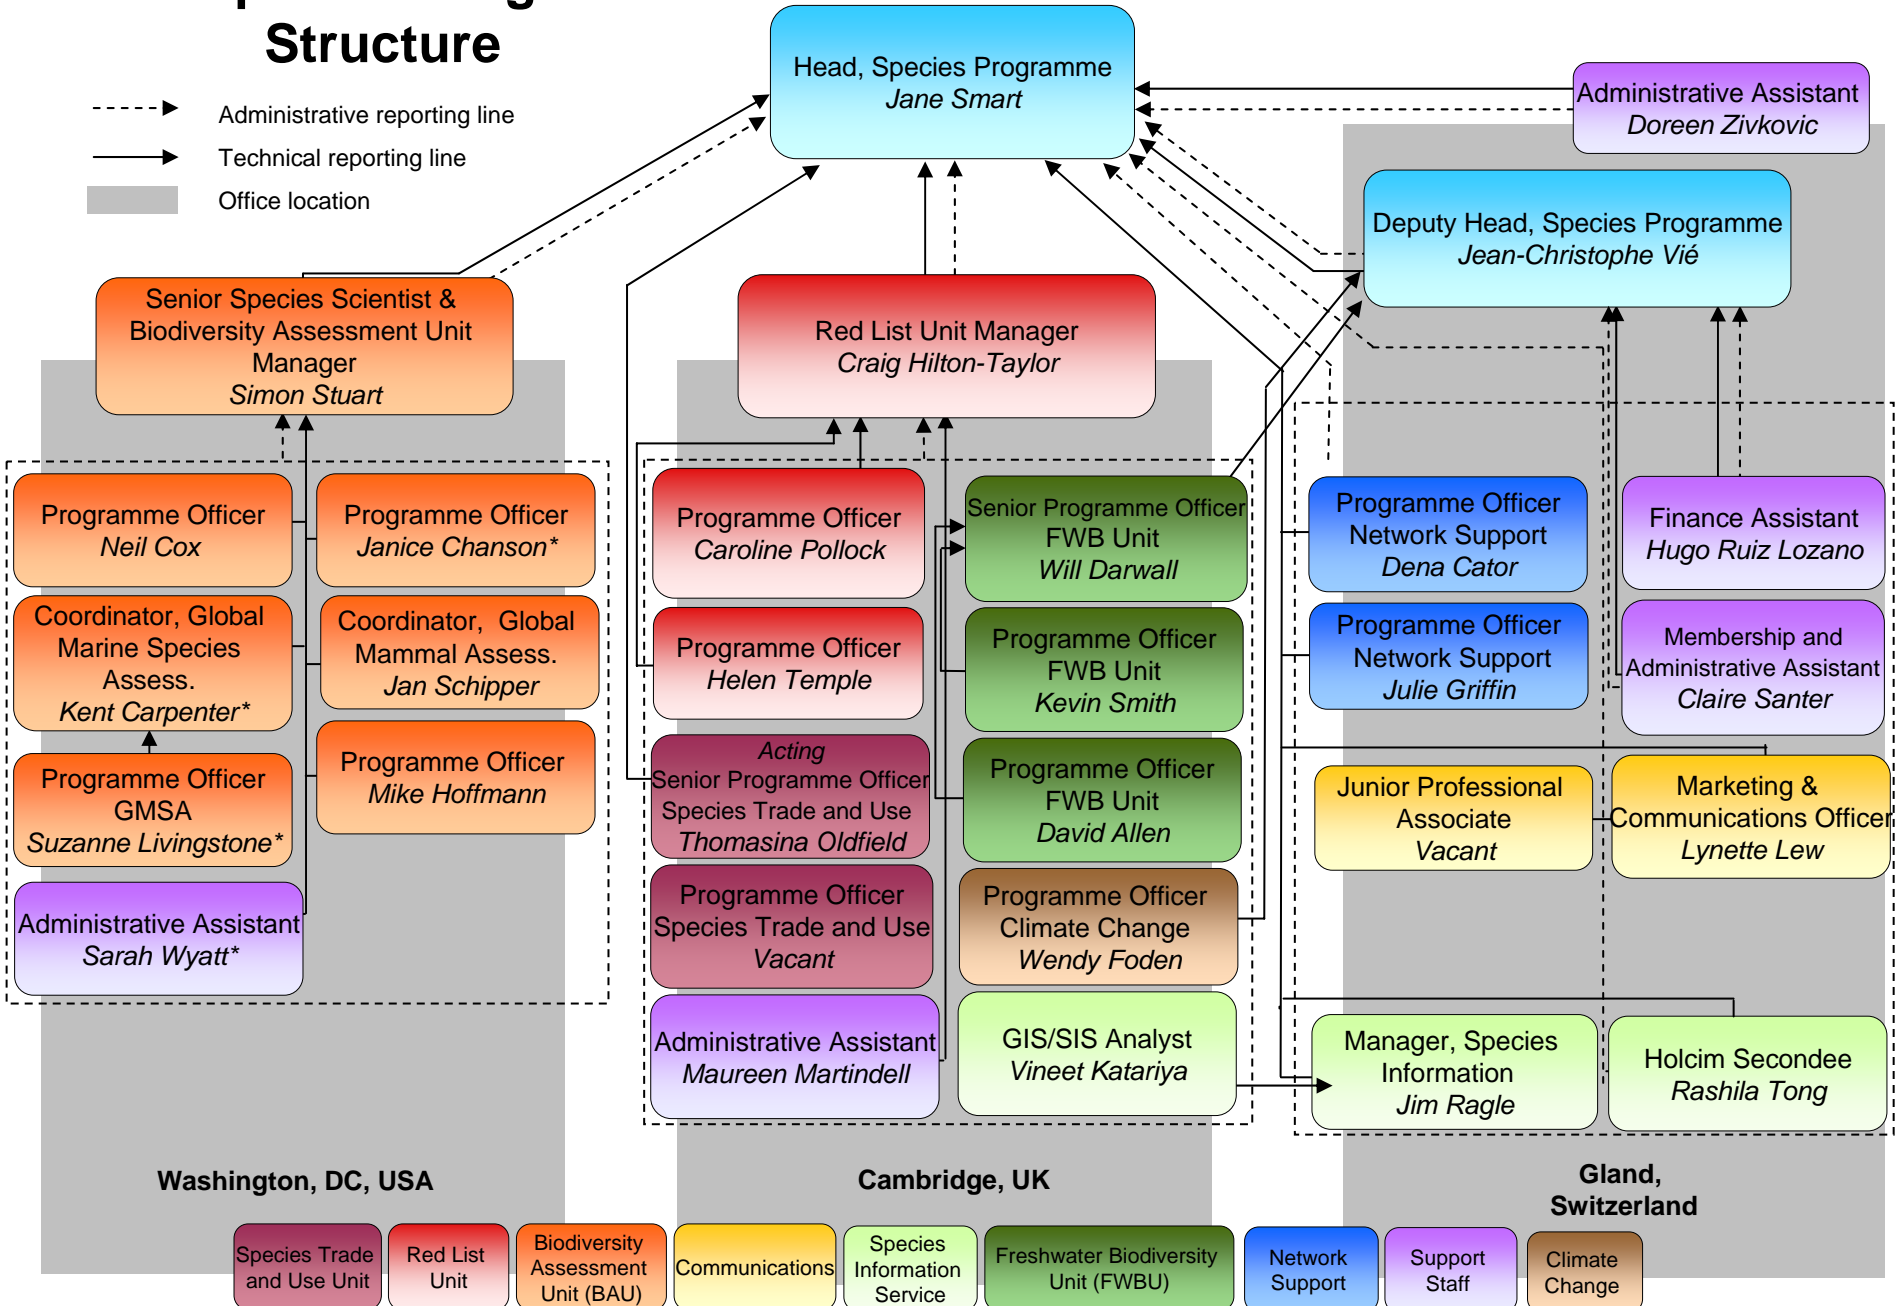 Structure
Administrative reporting line
Technical reporting line
Office location
Head, Species Programme
Jane Smart
Administrative Assistant
Doreen Zivkovic
Deputy Head, Species Programme
Jean-Christophe Vié
Senior Species Scientist &
Biodiversity Assessment Unit
Manager
Simon Stuart
Red List Unit Manager
Craig Hilton-Taylor
Programme Officer
Neil Cox
Programme Officer
Janice Chanson*
Coordinator, Global
Marine Species
Assess.
Kent Carpenter*
Coordinator, Global
Mammal Assess.
Jan Schipper
Programme Officer
GMSA
Suzanne Livingstone*
Programme Officer
Mike Hoffmann
Administrative Assistant
Sarah Wyatt*
Programme Officer
Caroline Pollock
Senior Programme Officer
FWB Unit
Will Darwall
Programme Officer
Helen Temple
Programme Officer
FWB Unit
Kevin Smith
Acting
Senior Programme Officer
Species Trade and Use
Thomasina Oldfield
Programme Officer
FWB Unit
David Allen
Programme Officer
Species Trade and Use
Vacant
Programme Officer
Climate Change
Wendy Foden
Administrative Assistant
Maureen Martindell
GIS/SIS Analyst
Vineet Katariya
Programme Officer
Network Support
Dena Cator
Finance Assistant
Hugo Ruiz Lozano
Programme Officer
Network Support
Julie Griffin
Membership and
Administrative Assistant
Claire Santer
Junior Professional
Associate
Vacant
Marketing &
Communications Officer
Lynette Lew
Manager, Species
Information
Jim Ragle
Holcim Secondee
Rashila Tong
Washington, DC, USA
Cambridge, UK
Gland,
Switzerland
Species Trade
and Use Unit
Red List
Unit
Biodiversity
Assessment
Unit (BAU)
Communications
Species
Information
Service
Freshwater Biodiversity
Unit (FWBU)
Network
Support
Support
Staff
Climate
Change